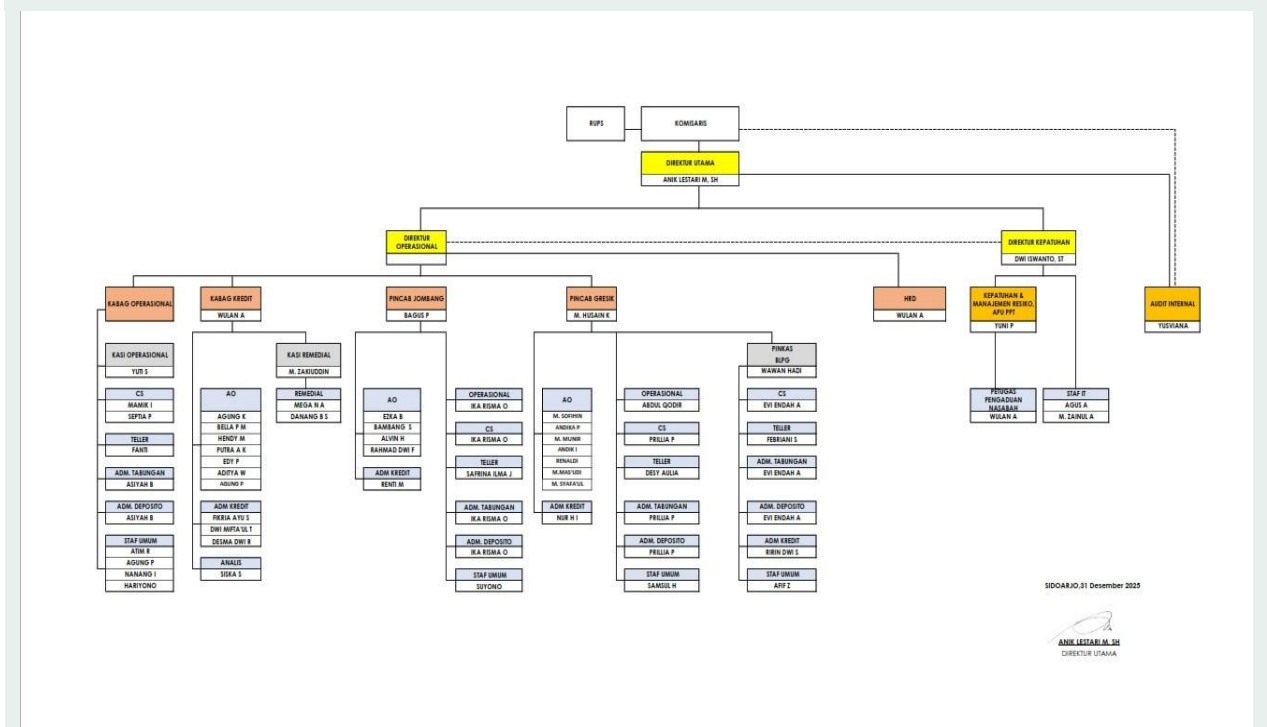 RUPS
KOMISARIS
DIREKTUR UTAMA
ANIK LESTARI M, SH
DIREKTUR
OPERASIONAL
DIREKTUR KEPATUHAN
DWI ISWANTO, ST
KABAG OPERASIONAL
KABAG KREDIT
WULAN A
PINCAB JOMBANG
BAGUS P
PINCAB GRESIK
M. HUSAIN K
HRD
WULAN A
KEPATUHAN &
MANAJEMEN RESIKO,
APU PPT
YUNI P
AUDIT INTERNAL
YUSVIANA
KASI OPERASIONAL
YUTI S
CS
MAMIK I
SEPTIA P
TELLER
FANTI
ADM. TABUNGAN
ASIYAH B
ADM. DEPOSITO
ASIYAH B
STAF UMUM
ATIM R
AGUNG P
NANANG I
HARIYONO
AO
AGUNG K
BELLA P M
HENDY M
PUTRA A K
EDY P
ADITYA W
AGUNG P
ADM KREDIT
FIKRIA AYU S
DWI MIFTA'UL T
DESMA DWI R
ANALIS
SISKA S
KASI REMEDIAL
M. ZAKIUDDIN
REMEDIAL
MEGA N A
DANANG B S
AO
EZKA B
BAMBANG S
ALVIN H
RAHMAD DWI F
ADM KREDIT
RENTI M
OPERASIONAL
IKA RISMA O
CS
IKA RISMA O
TELLER
SAFRINA ILMA J
ADM. TABUNGAN
IKA RISMA O
ADM. DEPOSITO
IKA RISMA O
STAF UMUM
SUYONO
AO
M. SOFIHIN
ANDIKA P
M. MUNIR
ANDIK I
RENALDI
M.MAS'UDI
M. SYAFA'UL
ADM KREDIT
NUR H I
OPERASIONAL
ABDUL QODIR
CS
PRILLIA P
TELLER
DESY AULIA
ADM. TABUNGAN
PRILLIA P
ADM. DEPOSITO
PRILLIA P
STAF UMUM
SAMSUL H
PINKAS
BLPG
WAWAN HADI
CS
EVI ENDAH A
TELLER
FEBRIANI S
ADM. TABUNGAN
EVI ENDAH A
ADM. DEPOSITO
EVI ENDAH A
ADM KREDIT
RIRIN DWI S
STAF UMUM
AFIF Z
PETUGAS
PENGADUAN
NASABAH
WULAN A
STAF IT
AGUS A
M. ZAINUL A
SIDOARJO,31 Desember 2025
ANIK LESTARI M, SH
DIREKTUR UTAMA